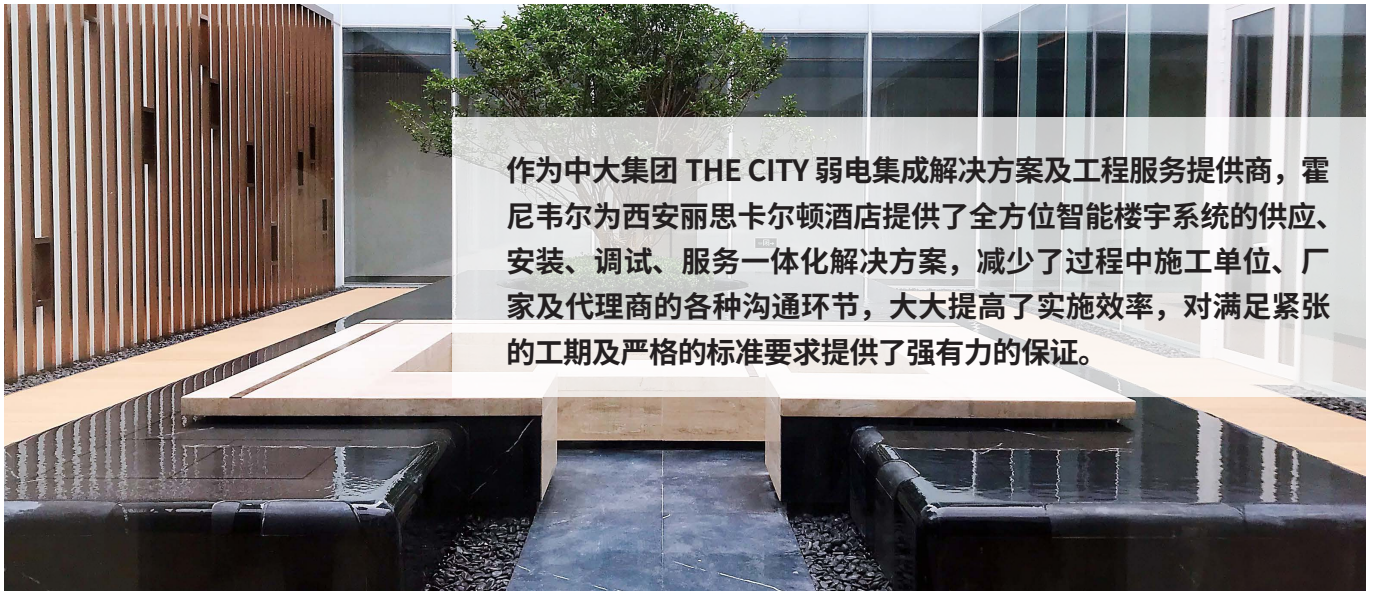 作为中大集团 THE CITY 弱电集成解决方案及工程服务提供商，霍
尼韦尔为西安丽思卡尔顿酒店提供了全方位智能楼宇系统的供应、
安装、调试、服务一体化解决方案，减少了过程中施工单位、厂
家及代理商的各种沟通环节，大大提高了实施效率，对满足紧张
的工期及严格的标准要求提供了强有力的保证。